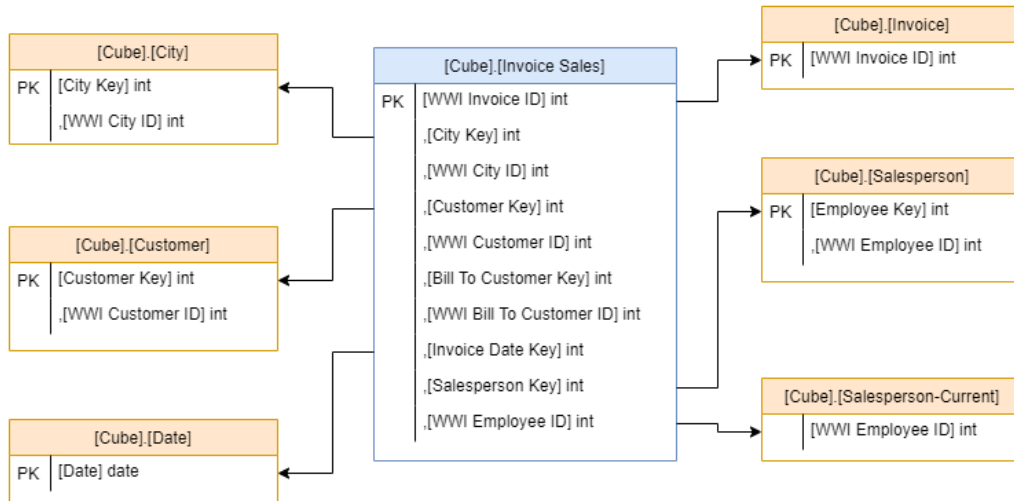 [Cube].[City]
PK
[City Key] int
,[WWI City ID] int
[Cube].[Customer]
PK
[Customer Key] int
,[WWI Customer ID] int
[Cube].[Date]
PK
[Date] date
[Cube].[Invoice Sales]
PK
[WWI Invoice ID] int
,[City Key] int
,[WWI City ID] int
,[Customer Key] int
,[WWI Customer ID] int
,[Bill To Customer Key] int
,[WWI Bill To Customer ID] int
,[Invoice Date Key] int
,[Salesperson Key] int
,[WWI Employee ID] int
[Cube].[Invoice]
PK
[WWI Invoice ID] int
[Cube].[Salesperson]
PK
[Employee Key] int
,[WWI Employee ID] int
[Cube].[Salesperson-Current]
[WWI Employee ID] int